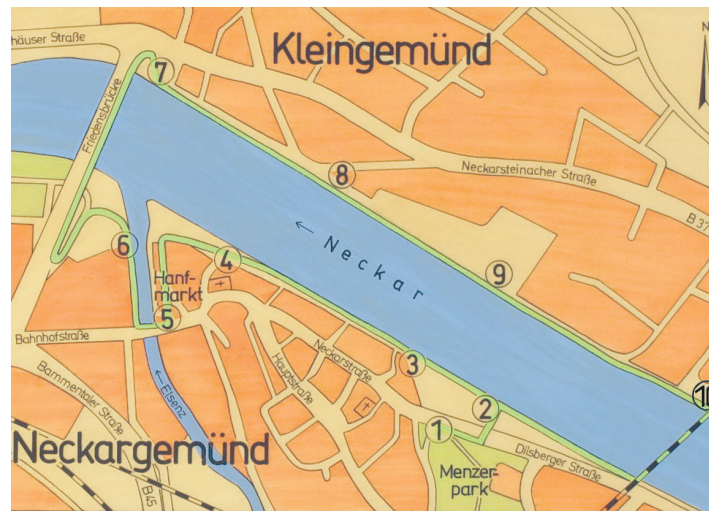 häuser Straße
Kleingemünd
N
7
Friedensbrücke
8
Neckarsteinacher Straße
B 37
6
4
← Neckar
9
Hanf-
markt
5
Bahnhofstraße
Neckarstraße
3
Hauptstraße
Bammentaler Straße
← Elsenz
2
10
1
Neckargemünd
Dilsberger Straße
Menzer-
park
B45